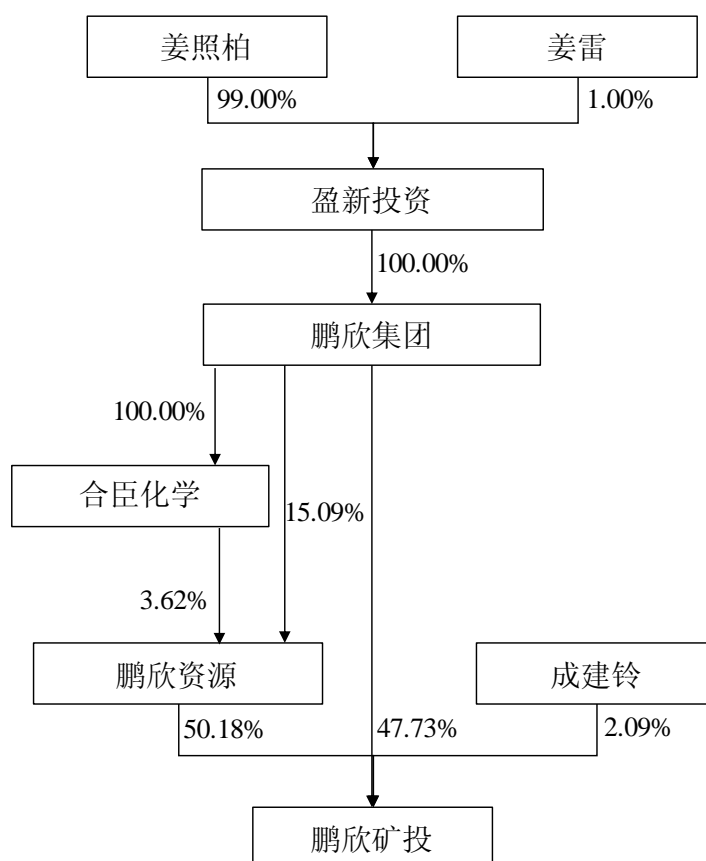 姜照柏
姜雷
99.00%
1.00%
盈新投资
100.00%
鹏欣集团
100.00%
合臣化学
15.09%
3.62%
鹏欣资源
成建铃
50.18%
47.73%
2.09%
鹏欣矿投